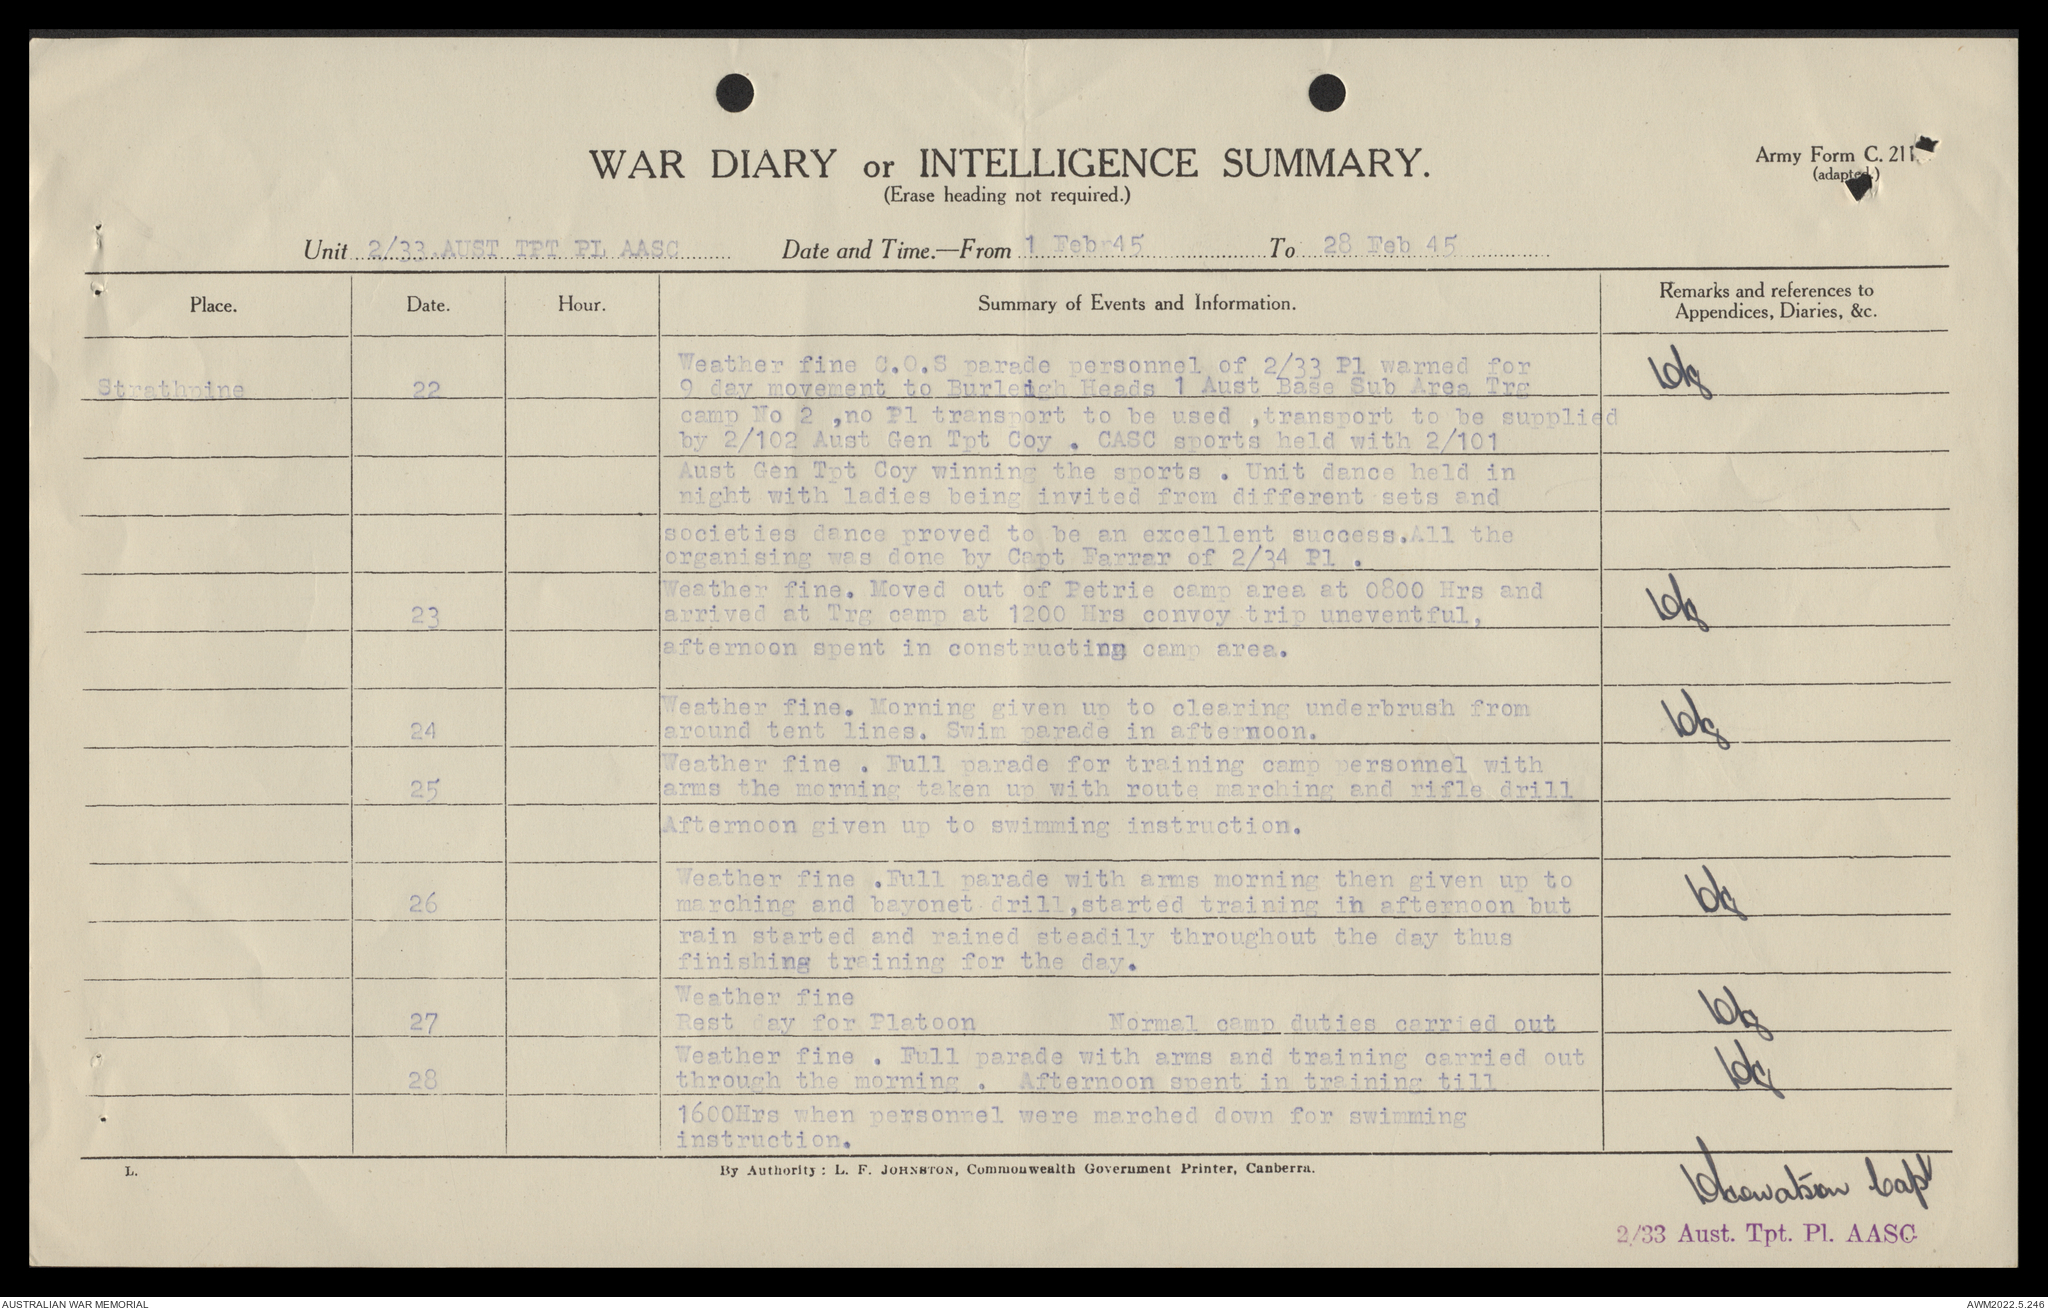 WAR DIARY or INTELLIGENCE SUMMARY.
(Erase heading not required.)
Army Form C. 211
(adapted.)
Unit 2/33.AUST TPT PL AASC Date and Time.—From 1 Feb 45 To 28 Feb 45
Place. Date. Hour. Summary of Events and Information. Remarks and references to
Appendices, Diaries, &c.
Weather fine C.O.S parade personnel of 2/33 Pl warned for
Strathpine 22 9 day movement to Burleigh Heads 1 Aust Base Sub Area Trg
camp No 2 ,no Pl transport to be used ,transport to be supplied
by 2/102 Aust Gen Tpt Coy . CASC sports held with 2/101
Aust Gen Tpt Coy winning the sports . Unit dance held in
night with ladies being invited from different sets and
societies dance proved to be an excellent success.All the
organising was done by Capt Farrar of 2/34 Pl .
Weather fine. Moved out of Petrie camp area at 0800 Hrs and
23 arrived at Trg camp at 1200 Hrs convoy trip uneventful,
afternoon spent in constructing camp area.
Weather fine. Morning given up to clearing underbrush from
24 around tent lines. Swim parade in afternoon.
Weather fine . Full parade for training camp personnel with
25 arms the morning taken up with route marching and rifle drill
Afternoon given up to swimming instruction.
Weather fine .Full parade with arms morning then given up to
26 marching and bayonet drill,started training in afternoon but
rain started and rained steadily throughout the day thus
finishing training for the day.
Weather fine
27 Rest day for Platoon Normal camp duties carried out
Weather fine . Full parade with arms and training carried out
28 through the morning . Afternoon spent in training till
1600Hrs when personnel were marched down for swimming
instruction.
L. By Authority: L. F. JOHNSTON, Commonwealth Government Printer, Canberra.
Capt
2/33 Aust. Tpt. Pl. AASC
AUSTRALIAN WAR MEMORIAL AWM2022.5.246